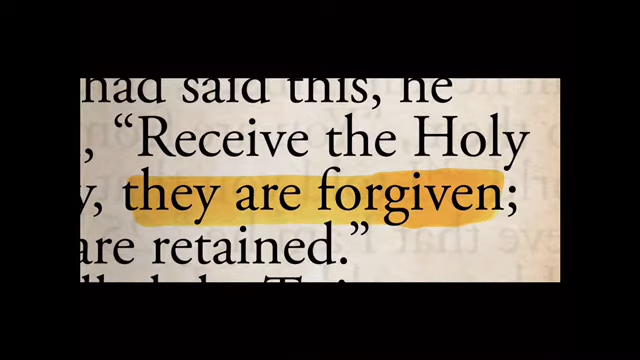 had said this, he
, “Receive the Holy
y, they are forgiven;
are retained.”